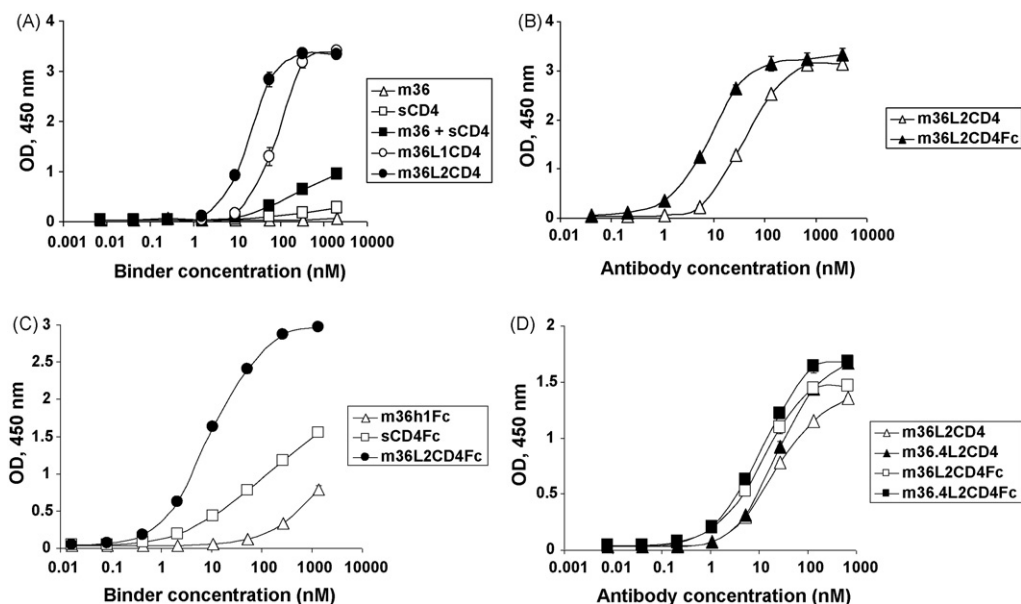 (A)
OD, 450 nm
4
3
2
1
0
0.001 0.1 10 1000
0.01 1 100 10000
Binder concentration (nM)
m36
sCD4
m36 + sCD4
m36L1CD4
m36L2CD4
(B)
OD, 450 nm
4
3
2
1
0
0.01 0.1 1 10 100 1000 10000
Antibody concentration (nM)
m36L2CD4
m36L2CD4Fc
(C)
OD, 450 nm
3
2.5
2
1.5
1
0.5
0
0.01 0.1 1 10 100 1000 10000
Binder concentration (nM)
m36h1Fc
sCD4Fc
m36L2CD4Fc
(D)
OD, 450 nm
2
1.5
1
0.5
0
0.001 0.01 0.1 1 10 100 1000
Antibody concentration (nM)
m36L2CD4
m36.4L2CD4
m36L2CD4Fc
m36.4L2CD4Fc